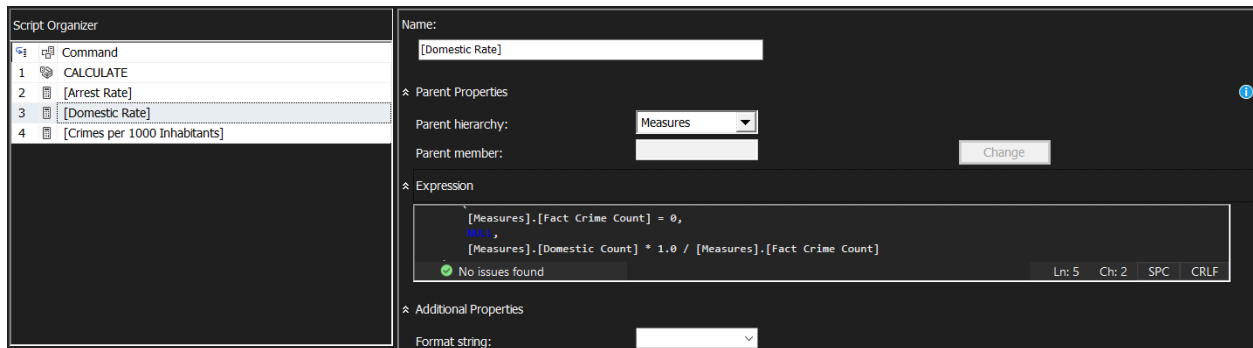 Script Organizer
Command
1 CALCULATE
2 [Arrest Rate]
3 [Domestic Rate]
4 [Crimes per 1000 Inhabitants]
Name:
[Domestic Rate]
Parent Properties
Parent hierarchy: Measures
Parent member: Change
Expression
[Measures].[Fact Crime Count] = 0,
NULL,
[Measures].[Domestic Count] * 1.0 / [Measures].[Fact Crime Count]
No issues found Ln: 5 Ch: 2 SPC CRLF
Additional Properties
Format string: